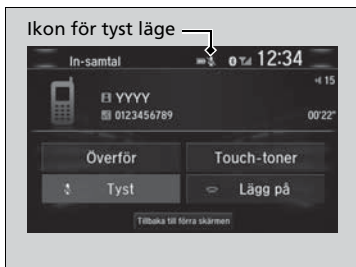 Ikon för tyst läge
In-samtal 12:34
15
YYYY
0123456789 00'22"
Överför Touch-toner
Tyst Lägg på
Tillbaka till förra skärmen